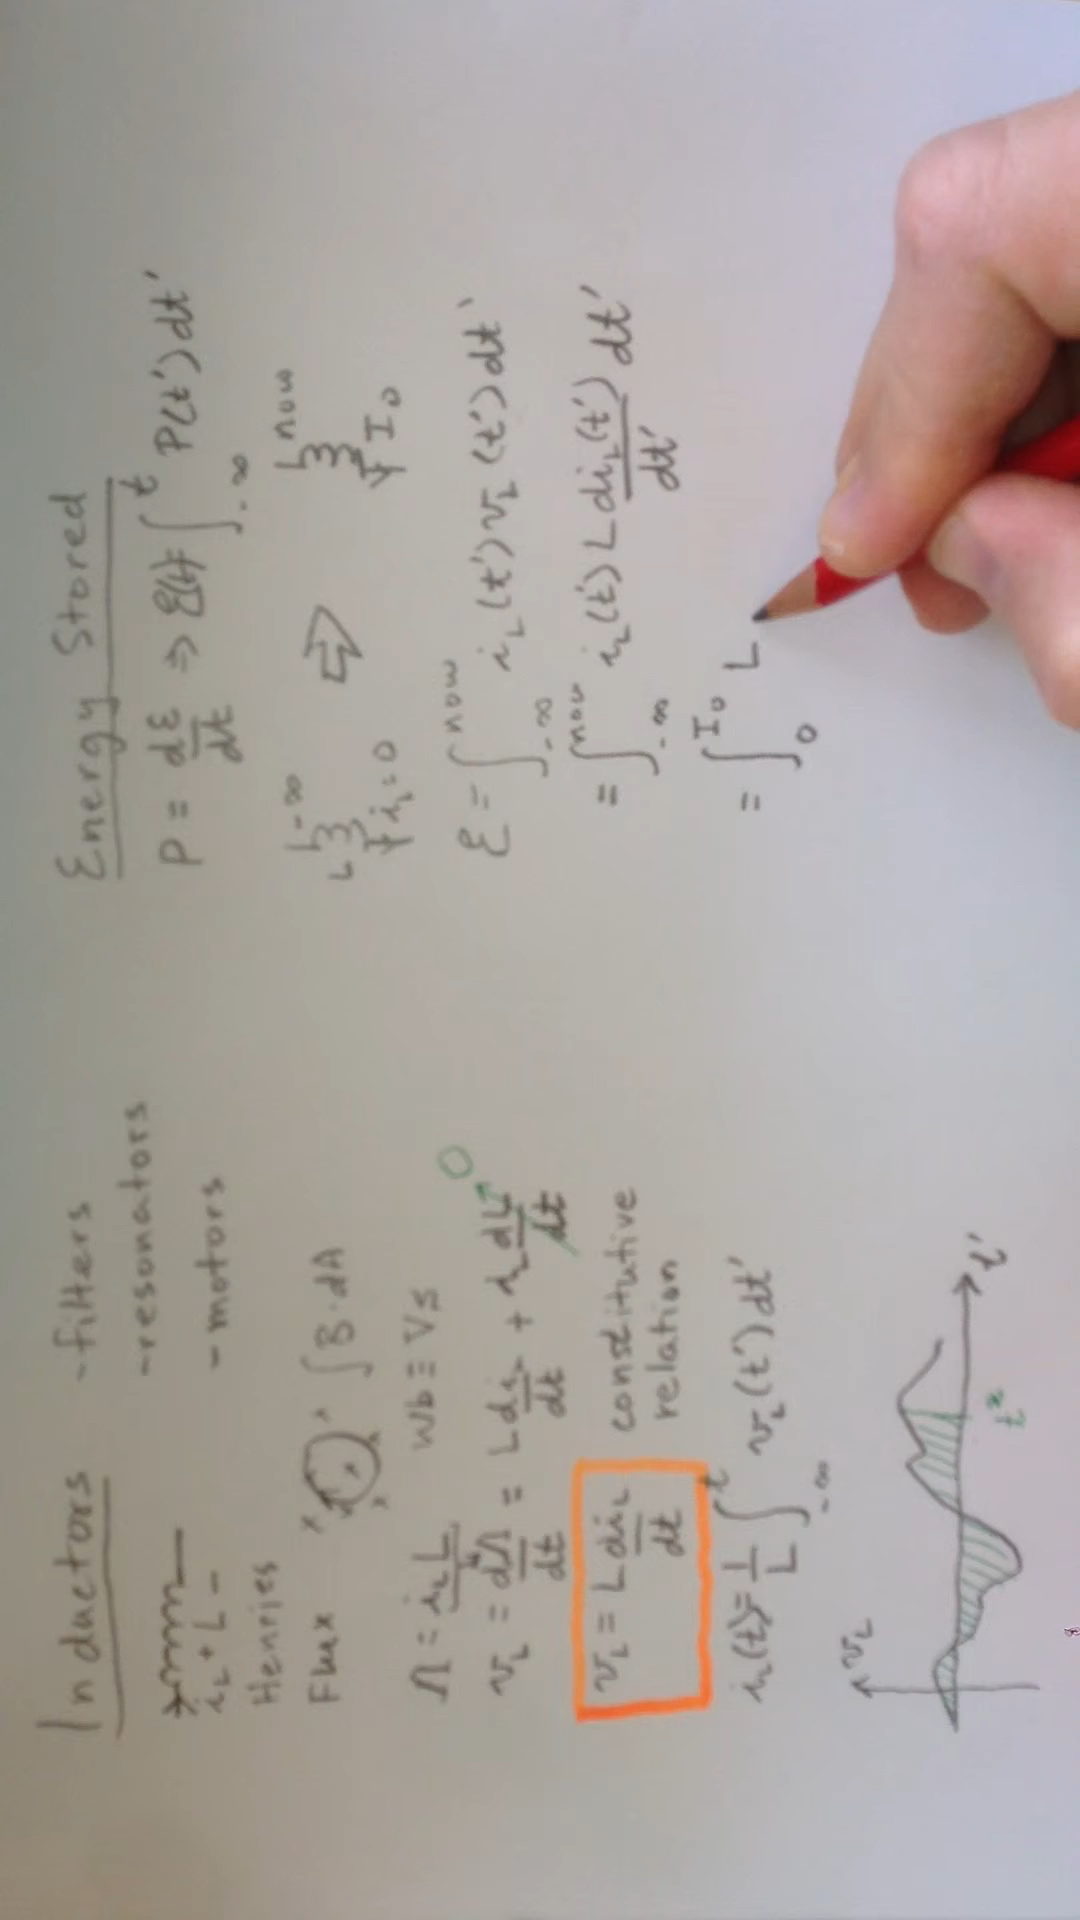 Inductors
-filters
-resonators
-motors
i_L + L -
Henries
Flux ∫B·dA
Λ = i_L L Wb ≡ Vs
v_L = dΛ/dt = L di_L/dt + i_L dL/dt 0
v_L = L di_L/dt constitutive
relation
i_L(t) = 1/L ∫_-∞^t v_L(t')dt'
v_L
t'
Energy Stored
P = dℰ/dt ⇒ ℰ(t) = ∫_-∞^t P(t')dt'
-∞ ⇒ now
L
i_L=0 I_0
ℰ = ∫_-∞^now i_L(t')v_L(t')dt'
= ∫_-∞^now i_L(t') L di_L(t')/dt' dt'
= ∫_0^I_0 L